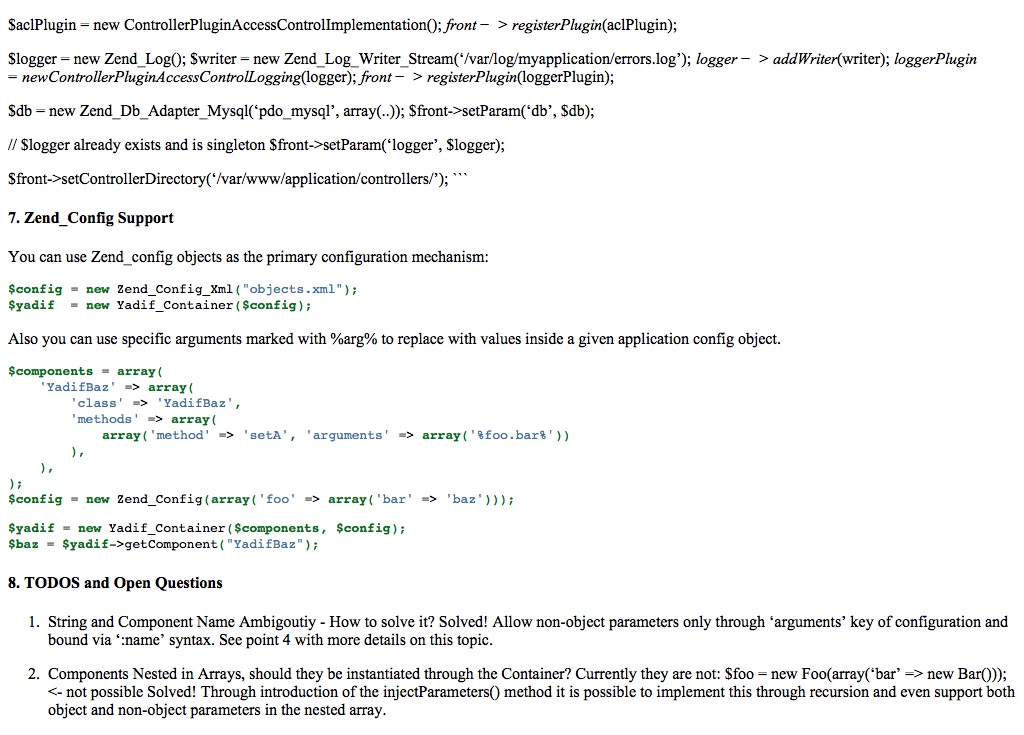 $aclPlugin = new ControllerPluginAccessControlImplementation(); front− > registerPlugin(aclPlugin);
$logger = new Zend_Log(); $writer = new Zend_Log_Writer_Stream(‘/var/log/myapplication/errors.log’); logger− > addWriter(writer); loggerPlugin
= newControllerPluginAccessControlLogging(logger); front− > registerPlugin(loggerPlugin);
$db = new Zend_Db_Adapter_Mysql(‘pdo_mysql’, array(..)); $front->setParam(‘db’, $db);
// $logger already exists and is singleton $front->setParam(‘logger’, $logger);
$front->setControllerDirectory(‘/var/www/application/controllers/’); ```
7. Zend_Config Support
You can use Zend_config objects as the primary configuration mechanism:
$config = new Zend_Config_Xml("objects.xml");
$yadif  = new Yadif_Container($config);
Also you can use specific arguments marked with %arg% to replace with values inside a given application config object.
$components = array(
    'YadifBaz' => array(
        'class' => 'YadifBaz',
        'methods' => array(
            array('method' => 'setA', 'arguments' => array('%foo.bar%'))
        ),
    ),
);
$config = new Zend_Config(array('foo' => array('bar' => 'baz')));
$yadif = new Yadif_Container($components, $config);
$baz = $yadif->getComponent("YadifBaz");
8. TODOS and Open Questions
1. String and Component Name Ambigoutiy - How to solve it? Solved! Allow non-object parameters only through ‘arguments’ key of configuration and
bound via ‘:name’ syntax. See point 4 with more details on this topic.
2. Components Nested in Arrays, should they be instantiated through the Container? Currently they are not: $foo = new Foo(array(‘bar’ => new Bar()));
<- not possible Solved! Through introduction of the injectParameters() method it is possible to implement this through recursion and even support both
object and non-object parameters in the nested array.